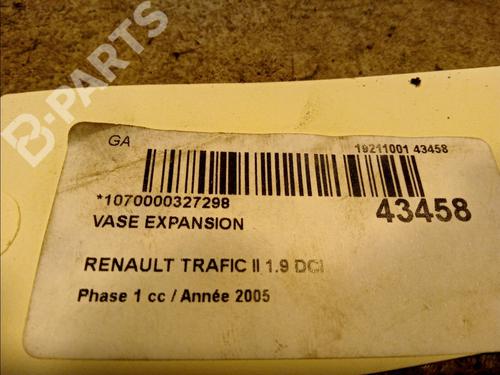 B-PARTS
GA
19211001 43458
*1070000327298
43458
VASE EXPANSION
RENAULT TRAFIC II 1.9 DCI
Phase 1 cc / Année 2005